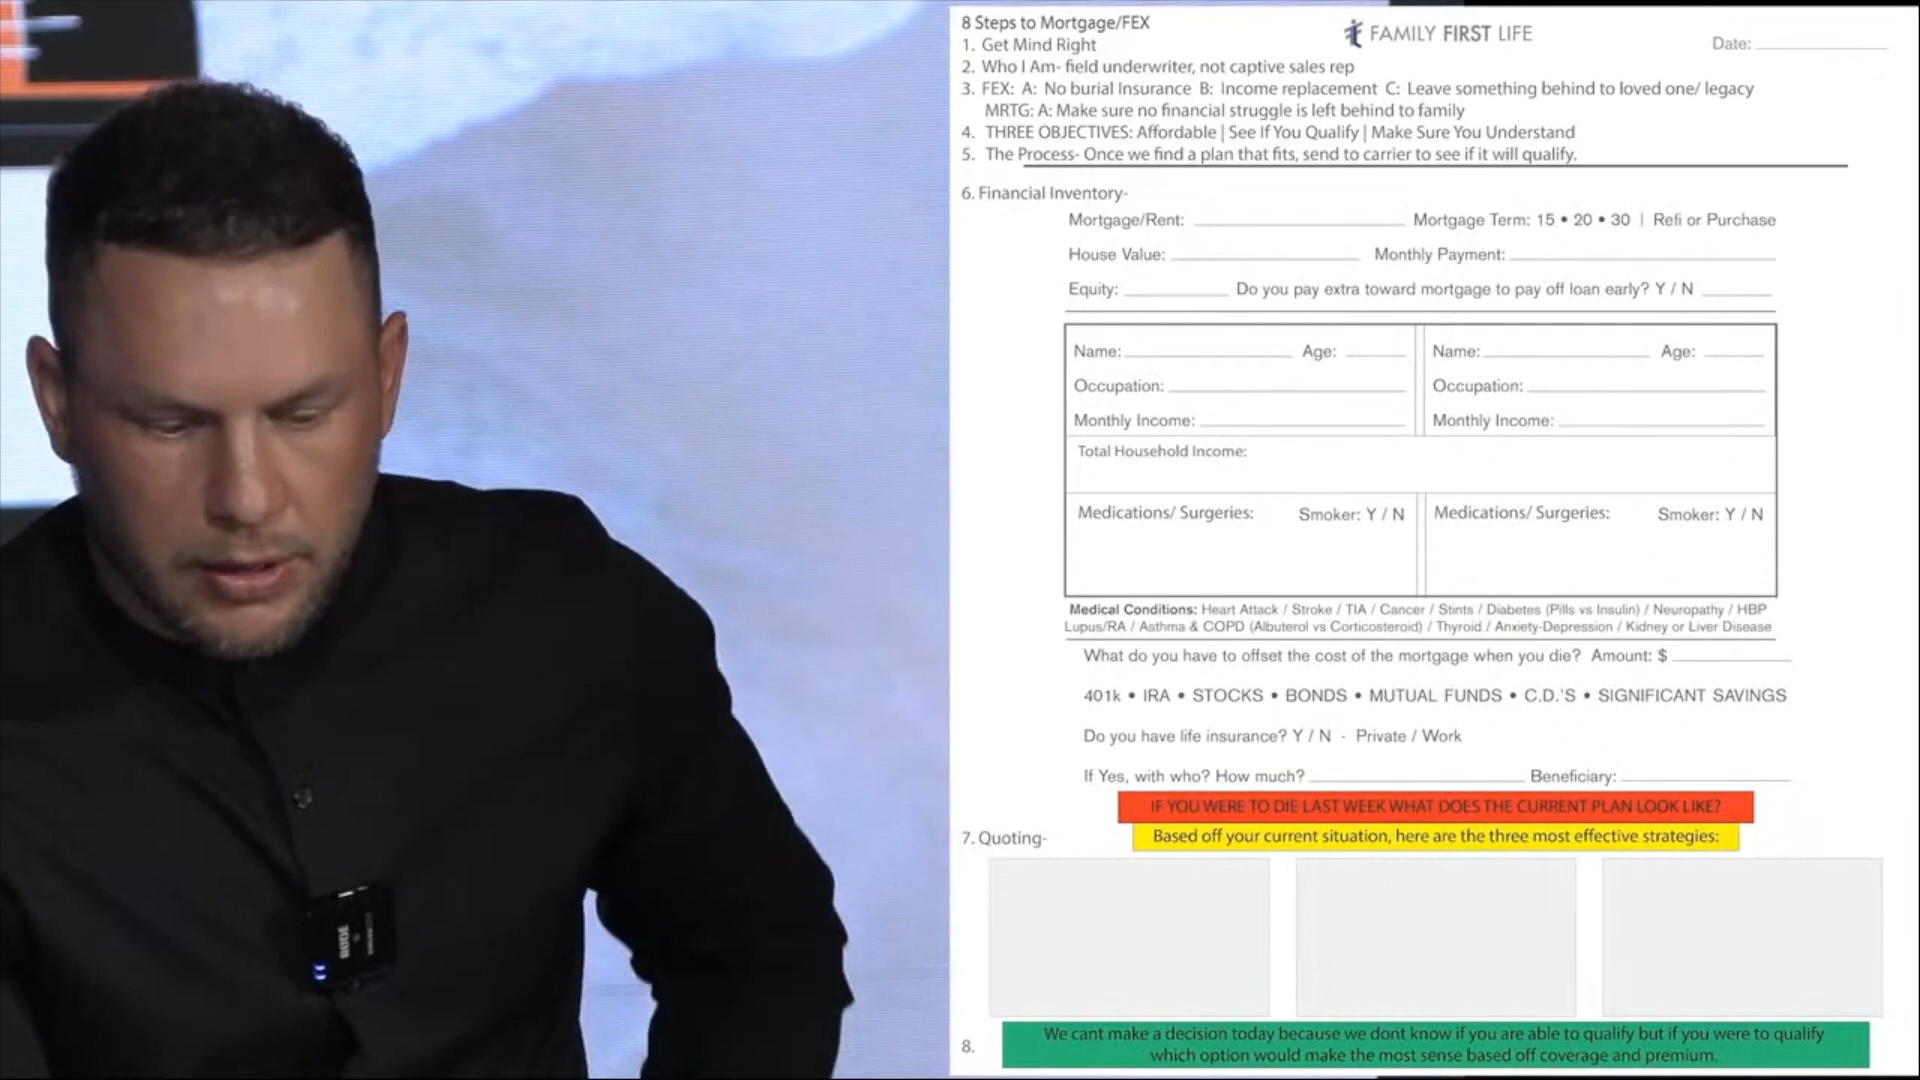 8 Steps to Mortgage/FEX
FAMILY FIRST LIFE
Date:
1. Get Mind Right
2. Who I Am- field underwriter, not captive sales rep
3. FEX: A: No burial Insurance B: Income replacement C: Leave something behind to loved one/ legacy
MRTG: A: Make sure no financial struggle is left behind to family
4. THREE OBJECTIVES: Affordable | See If You Qualify | Make Sure You Understand
5. The Process- Once we find a plan that fits, send to carrier to see if it will qualify.
6. Financial Inventory-
Mortgage/Rent: Mortgage Term: 15 • 20 • 30 | Refi or Purchase
House Value: Monthly Payment:
Equity: Do you pay extra toward mortgage to pay off loan early? Y / N
Name: Age: Name: Age:
Occupation: Occupation:
Monthly Income: Monthly Income:
Total Household Income:
Medications/ Surgeries: Smoker: Y / N Medications/ Surgeries: Smoker: Y / N
Medical Conditions: Heart Attack / Stroke / TIA / Cancer / Stints / Diabetes (Pills vs Insulin) / Neuropathy / HBP
Lupus/RA / Asthma & COPD (Albuterol vs Corticosteroid) / Thyroid / Anxiety-Depression / Kidney or Liver Disease
What do you have to offset the cost of the mortgage when you die? Amount: $
401k • IRA • STOCKS • BONDS • MUTUAL FUNDS • C.D.'S • SIGNIFICANT SAVINGS
Do you have life insurance? Y / N - Private / Work
If Yes, with who? How much? Beneficiary:
IF YOU WERE TO DIE LAST WEEK WHAT DOES THE CURRENT PLAN LOOK LIKE?
7. Quoting-
Based off your current situation, here are the three most effective strategies:
8.
We cant make a decision today because we dont know if you are able to qualify but if you were to qualify
which option would make the most sense based off coverage and premium.
RODE